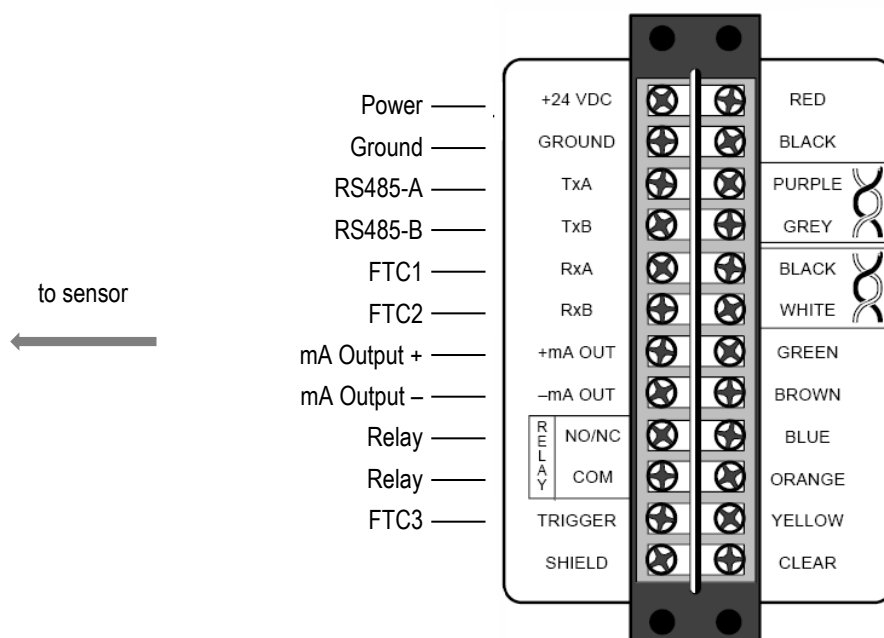 Power +24 VDC RED
Ground GROUND BLACK
RS485-A TxA PURPLE
RS485-B TxB GREY
FTC1 RxA BLACK
to sensor
FTC2 RxB WHITE
mA Output + +mA OUT GREEN
mA Output – –mA OUT BROWN
RELAY
Relay NO/NC BLUE
Relay COM ORANGE
FTC3 TRIGGER YELLOW
SHIELD CLEAR